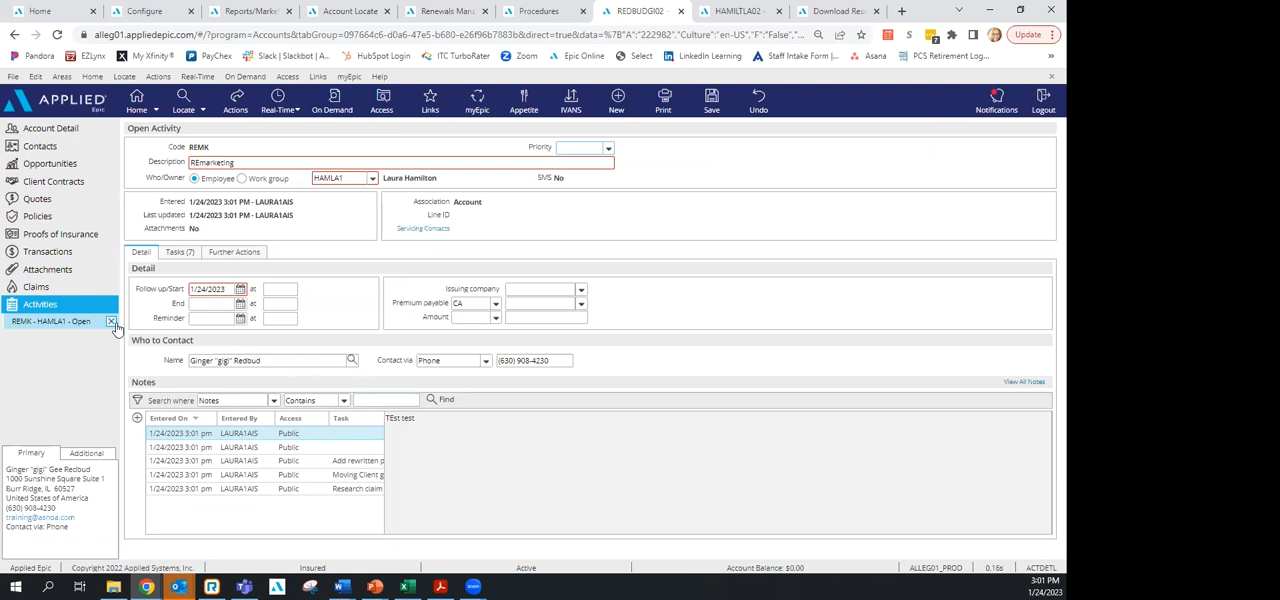 Home
Configure
Reports/Market
Account Locate
Renewals Man
Procedures
REDBUDGI02 -
HAMILTLA02 -
Download Res
alleg01.appliedepic.com/#/?program=Accounts&tabGroup=097664c6-d0a6-47e5-b680-e26f96b7883b&direct=true&data=%7B"A":"222982","Culture":"en-US","F":"False",
Update
Pandora
EZLynx
My Xfinity®
PayChe
Slack | Slackbot | A...
HubSpot Login
ITC TurboRater
Zoom
Epic Online
Select
LinkedIn Learning
Staff Intake Form |...
Asana
PCS Retirement Log...
File Edit Areas Home Locate Actions Real-Time On Demand Access Links myEpic Help
APPLIED
Epic
Home Locate Actions Real-Time On Demand Access Links myEpic Appetite IVANS New Print Save Undo Notifications Logout
Account Detail
Contacts
Opportunities
Client Contracts
Quotes
Policies
Proofs of Insurance
Transactions
Attachments
Claims
Activities
REMK - HAMLA1 - Open
Primary Additional
Ginger "gigi" Gee Redbud
1000 Sunshine Square Suite 1
Burr Ridge, IL 60527
United States of America
(630) 908-4230
training@asnoa.com
Contact via: Phone
Open Activity
Code REMK Priority
Description REmarketing
Who/Owner Employee Work group HAMLA1 Laura Hamilton SMS No
Entered 1/24/2023 3:01 PM - LAURA1AIS Association Account
Last updated 1/24/2023 3:01 PM - LAURA1AIS Line ID
Attachments No Servicing Contacts
Detail Tasks (7) Further Actions
Detail
Follow up/Start 1/24/2023 at Issuing company
End at Premium payable CA
Reminder at Amount
Who to Contact
Name Ginger "gigi" Redbud Contact via Phone (630) 908-4230
Notes View All Notes
Search where Notes Contains Find
Entered On Entered By Access Task TEst test
1/24/2023 3:01 pm LAURA1AIS Public
1/24/2023 3:01 pm LAURA1AIS Public
1/24/2023 3:01 pm LAURA1AIS Public Add rewritten p
1/24/2023 3:01 pm LAURA1AIS Public Moving Client g
1/24/2023 3:01 pm LAURA1AIS Public Research claim
Applied Epic Copyright 2022 Applied Systems, Inc. Insured Active Account Balance: $0.00 ALLEG01_PROD 0.16s ACTDETL
3:01 PM
1/24/2023